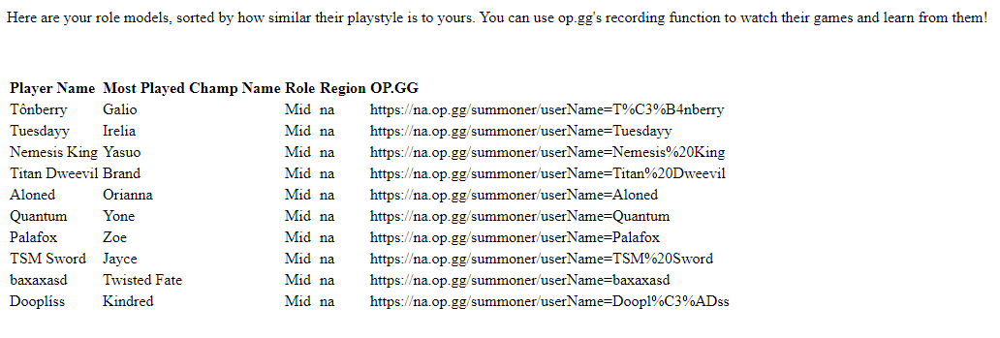 Here are your role models, sorted by how similar their playstyle is to yours. You can use op.gg's recording function to watch their games and learn from them!
Player Name Most Played Champ Name Role Region OP.GG
Tônberry Galio Mid na https://na.op.gg/summoner/userName=T%C3%B4nberry
Tuesdayy Irelia Mid na https://na.op.gg/summoner/userName=Tuesdayy
Nemesis King Yasuo Mid na https://na.op.gg/summoner/userName=Nemesis%20King
Titan Dweevil Brand Mid na https://na.op.gg/summoner/userName=Titan%20Dweevil
Aloned Orianna Mid na https://na.op.gg/summoner/userName=Aloned
Quantum Yone Mid na https://na.op.gg/summoner/userName=Quantum
Palafox Zoe Mid na https://na.op.gg/summoner/userName=Palafox
TSM Sword Jayce Mid na https://na.op.gg/summoner/userName=TSM%20Sword
baxaxasd Twisted Fate Mid na https://na.op.gg/summoner/userName=baxaxasd
Dooplíss Kindred Mid na https://na.op.gg/summoner/userName=Doopl%C3%ADss